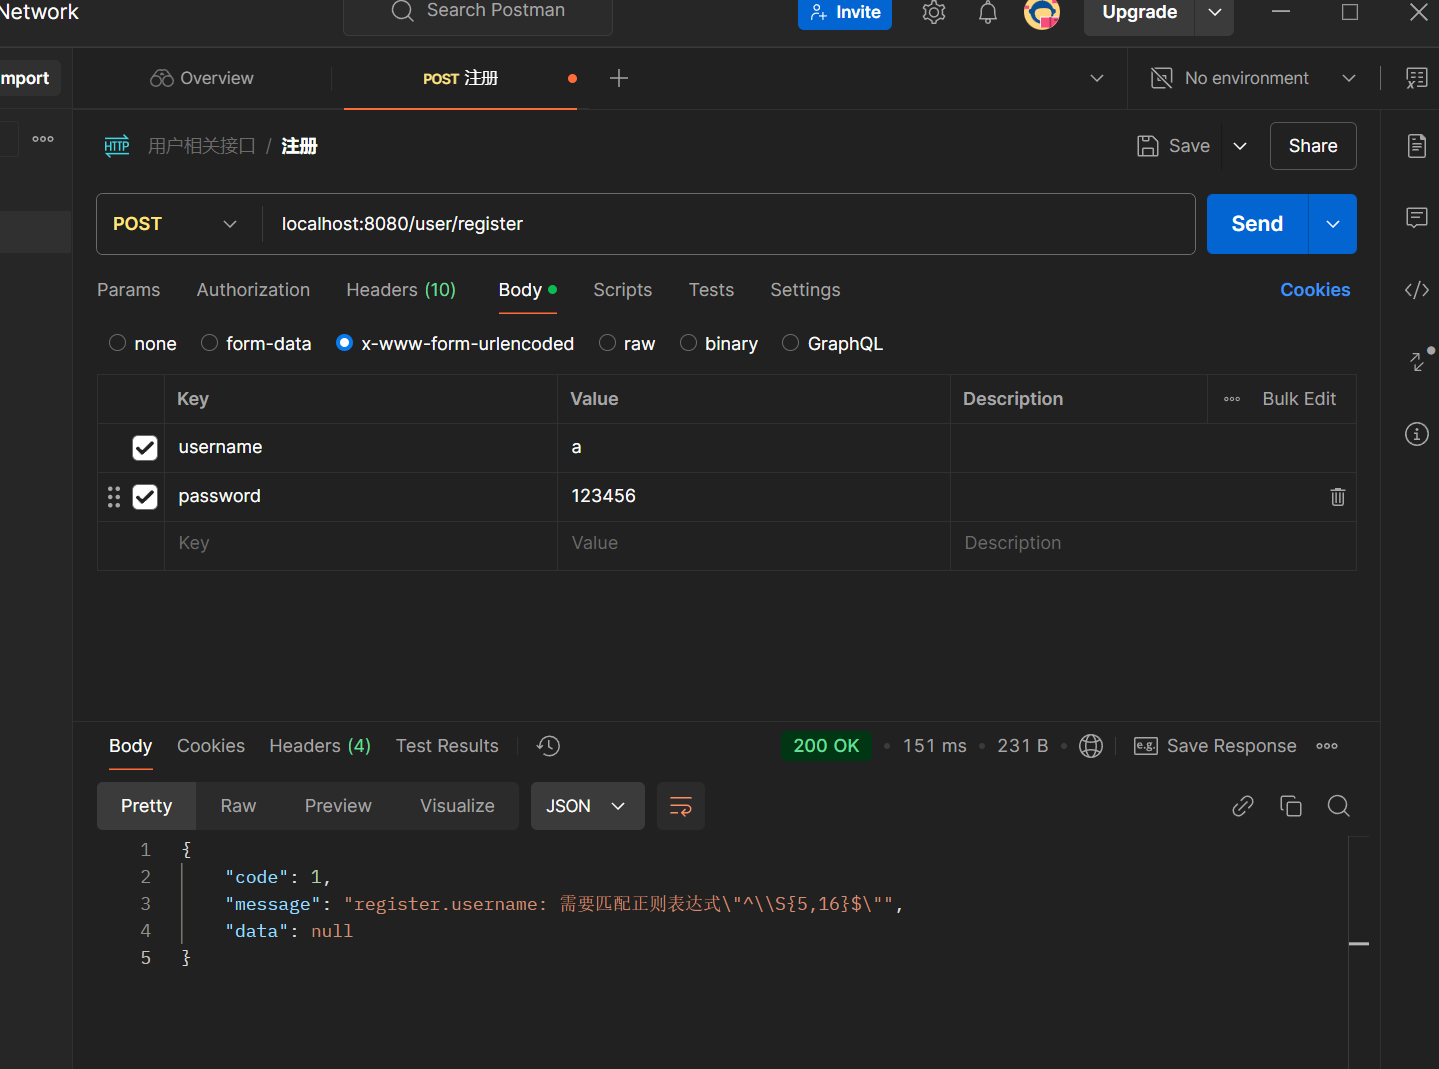 Network
Search Postman
Invite
Upgrade
mport
Overview
POST 注册
No environment
HTTP 用户相关接口 / 注册
Save
Share
POST
localhost:8080/user/register
Send
Params
Authorization
Headers (10)
Body
Scripts
Tests
Settings
Cookies
none
form-data
x-www-form-urlencoded
raw
binary
GraphQL
Key
Value
Description
Bulk Edit
username
a
password
123456
Key
Value
Description
Body
Cookies
Headers (4)
Test Results
200 OK
151 ms
231 B
e.g. Save Response
Pretty
Raw
Preview
Visualize
JSON
1 {
2 "code": 1,
3 "message": "register.username: 需要匹配正则表达式\"^\\S{5,16}$\"",
4 "data": null
5 }